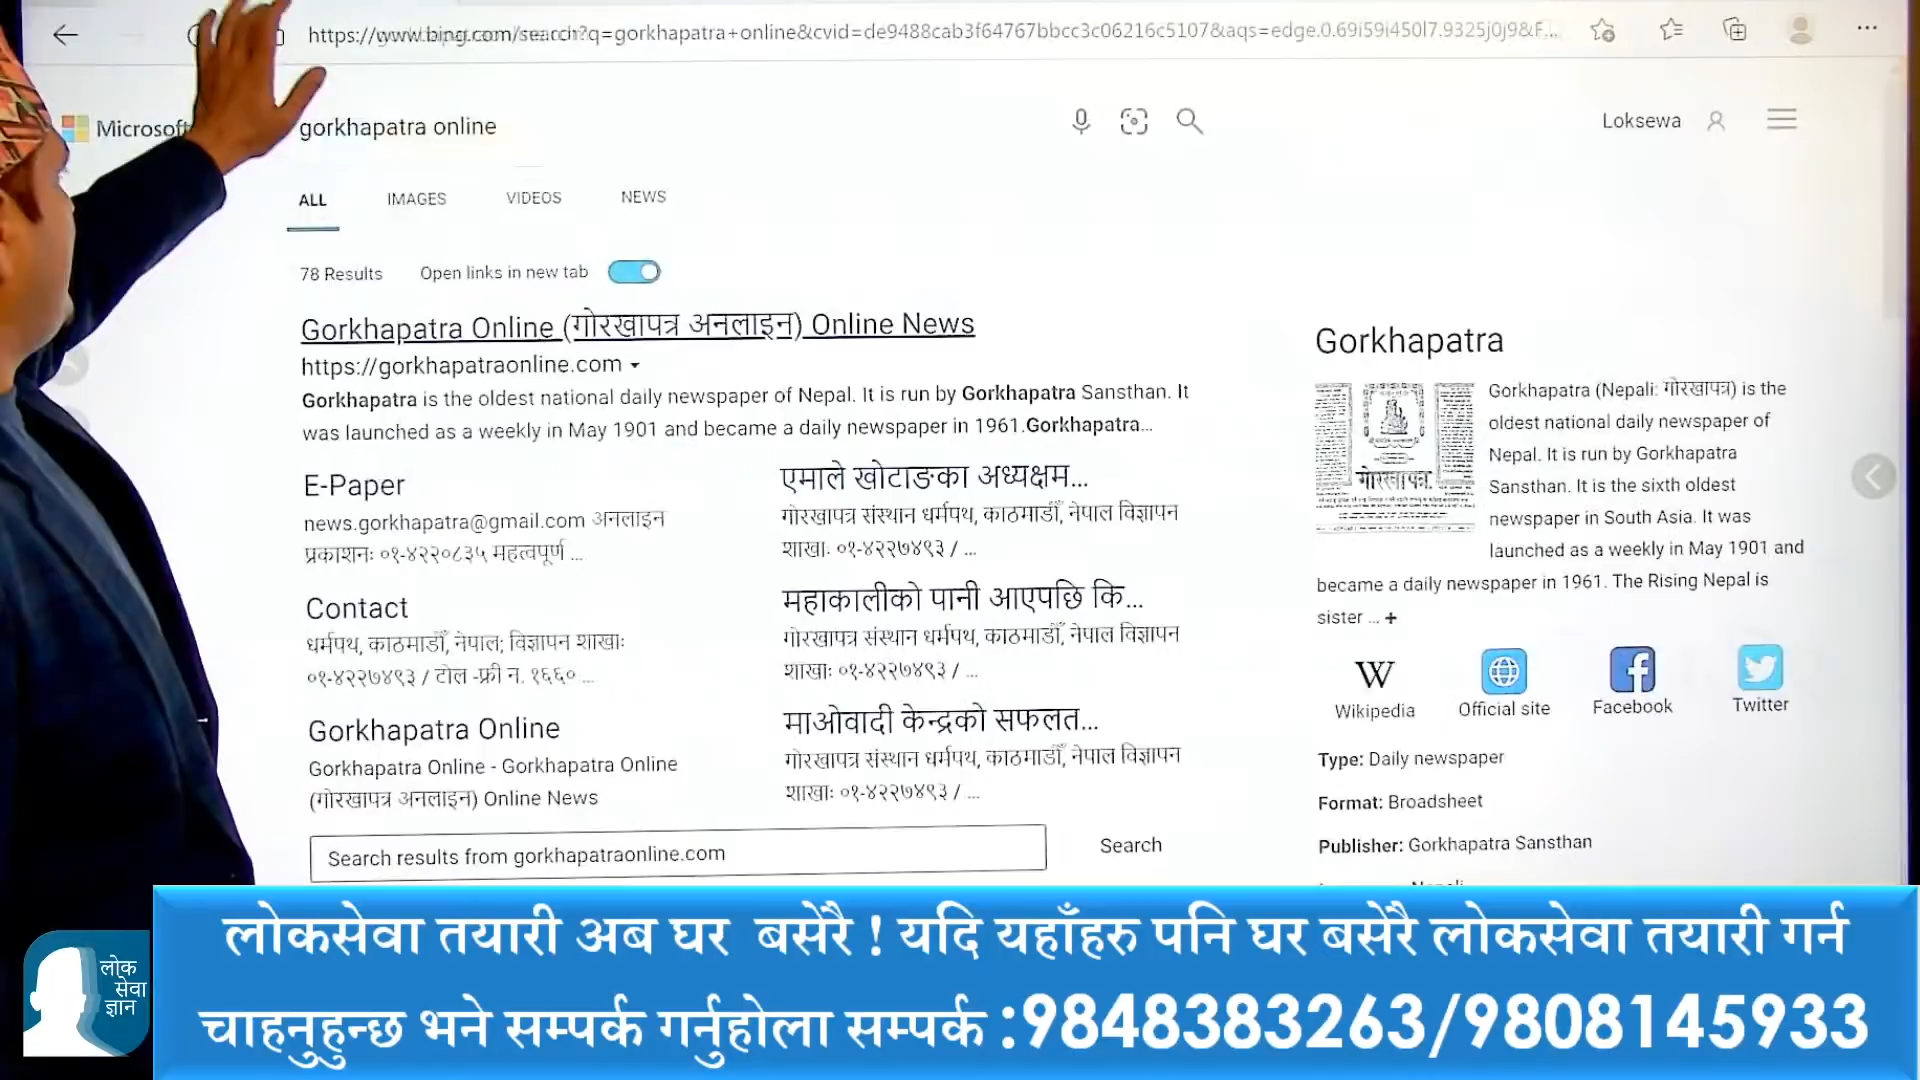 https://www.bing.com/search?q=gorkhapatra+online&cvid=de9488cab3f64767bbcc3c06216c5107&aqs=edge.0.69i59i450l7.9325j0j9&F...
Microsoft
gorkhapatra online
Loksewa
ALL IMAGES VIDEOS NEWS
78 Results Open links in new tab
Gorkhapatra Online (गोरखापत्र अनलाइन) Online News
https://gorkhapatraonline.com
Gorkhapatra is the oldest national daily newspaper of Nepal. It is run by Gorkhapatra Sansthan. It
was launched as a weekly in May 1901 and became a daily newspaper in 1961.Gorkhapatra...
E-Paper
news.gorkhapatra@gmail.com अनलाइन
प्रकाशनः ०१-४२२०८३५ महत्वपूर्ण ...
Contact
धर्मपथ, काठमाडौँ, नेपाल; विज्ञापन शाखाः
०१-४२२७४९३ / टोल -फ्री न. १६६० ...
Gorkhapatra Online
Gorkhapatra Online - Gorkhapatra Online
(गोरखापत्र अनलाइन) Online News
एमाले खोटाङका अध्यक्षम...
गोरखापत्र संस्थान धर्मपथ, काठमाडौँ, नेपाल विज्ञापन
शाखाः ०१-४२२७४९३ / ...
महाकालीको पानी आएपछि कि...
गोरखापत्र संस्थान धर्मपथ, काठमाडौँ, नेपाल विज्ञापन
शाखाः ०१-४२२७४९३ / ...
माओवादी केन्द्रको सफलत...
गोरखापत्र संस्थान धर्मपथ, काठमाडौँ, नेपाल विज्ञापन
शाखाः ०१-४२२७४९३ / ...
Search results from gorkhapatraonline.com Search
Gorkhapatra
गोरखापत्र
Gorkhapatra (Nepali: गोरखापत्र) is the
oldest national daily newspaper of
Nepal. It is run by Gorkhapatra
Sansthan. It is the sixth oldest
newspaper in South Asia. It was
launched as a weekly in May 1901 and
became a daily newspaper in 1961. The Rising Nepal is
sister ... +
Wikipedia Official site Facebook Twitter
Type: Daily newspaper
Format: Broadsheet
Publisher: Gorkhapatra Sansthan
लोकसेवा तयारी अब घर बसेरै ! यदि यहाँहरु पनि घर बसेरै लोकसेवा तयारी गर्न
चाहनुहुन्छ भने सम्पर्क गर्नुहोला सम्पर्क :9848383263/9808145933
लोक
सेवा
ज्ञान